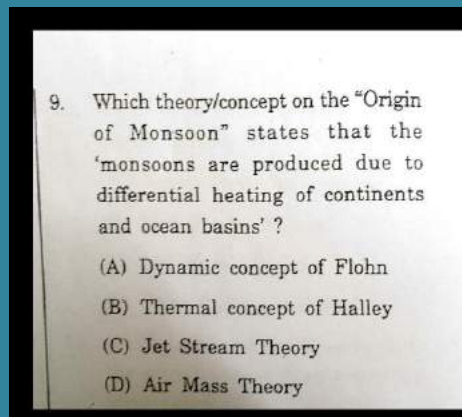 9. Which theory/concept on the "Origin
of Monsoon" states that the
'monsoons are produced due to
differential heating of continents
and ocean basins' ?
(A) Dynamic concept of Flohn
(B) Thermal concept of Halley
(C) Jet Stream Theory
(D) Air Mass Theory